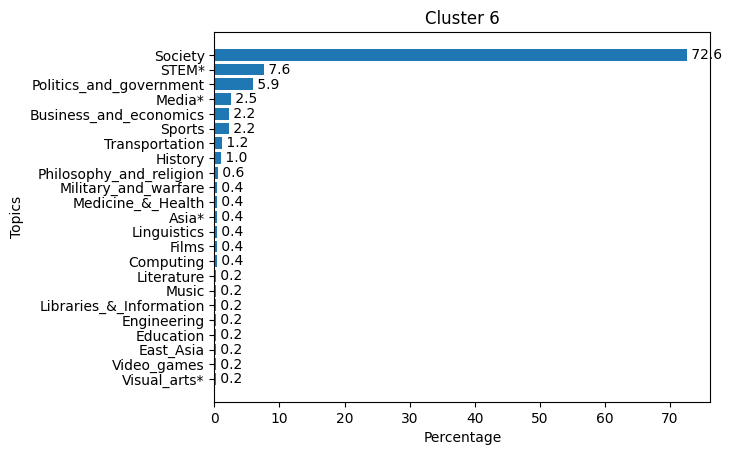 Cluster 6
Topics
Society 72.6
STEM* 7.6
Politics_and_government 5.9
Media* 2.5
Business_and_economics 2.2
Sports 2.2
Transportation 1.2
History 1.0
Philosophy_and_religion 0.6
Military_and_warfare 0.4
Medicine_&_Health 0.4
Asia* 0.4
Linguistics 0.4
Films 0.4
Computing 0.4
Literature 0.2
Music 0.2
Libraries_&_Information 0.2
Engineering 0.2
Education 0.2
East_Asia 0.2
Video_games 0.2
Visual_arts* 0.2
0 10 20 30 40 50 60 70
Percentage